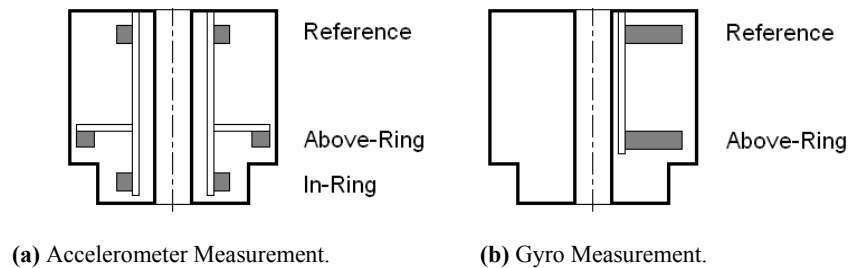 Reference
Above-Ring
In-Ring
(a) Accelerometer Measurement.
Reference
Above-Ring
(b) Gyro Measurement.